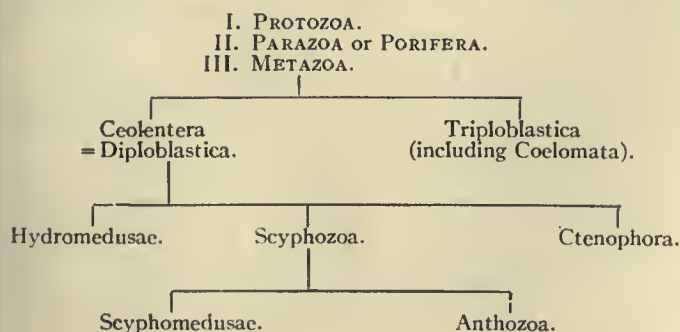 I. PROTOZOA.
II. PARAZOA or PORIFERA.
III. METAZOA.
Ceolentera Triploblastica
= Diploblastica. (including Coelomata).
Hydromedusae. Scyphozoa. Ctenophora.
Scyphomedusae. Anthozoa.